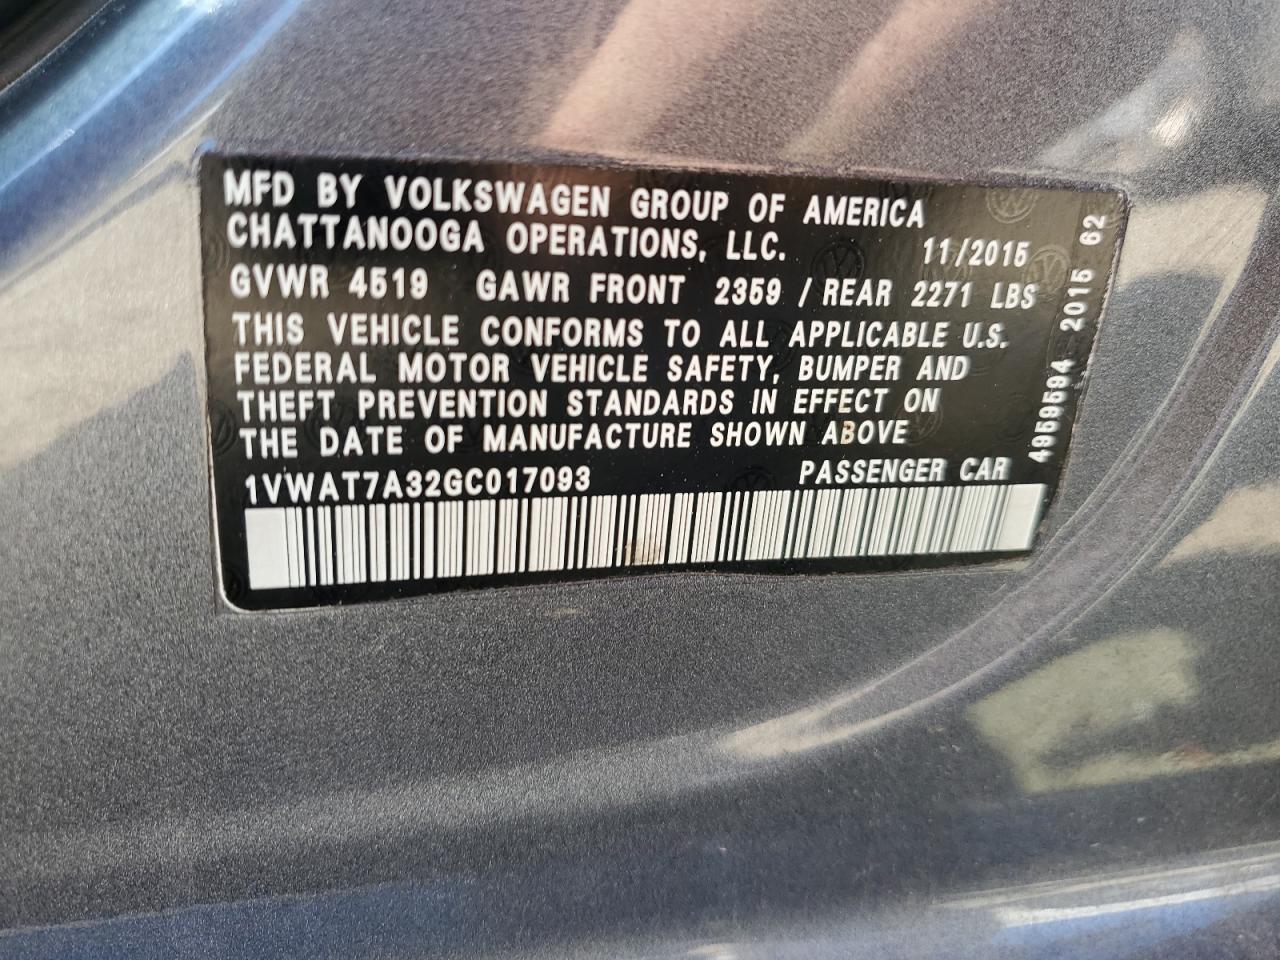 MFD BY VOLKSWAGEN GROUP OF AMERICA
CHATTANOOGA OPERATIONS, LLC. 11/2015
GVWR 4519 GAWR FRONT 2359 / REAR 2271 LBS
THIS VEHICLE CONFORMS TO ALL APPLICABLE U.S.
FEDERAL MOTOR VEHICLE SAFETY, BUMPER AND
THEFT PREVENTION STANDARDS IN EFFECT ON
THE DATE OF MANUFACTURE SHOWN ABOVE
1VWAT7A32GC017093 PASSENGER CAR
4959594 2015 62